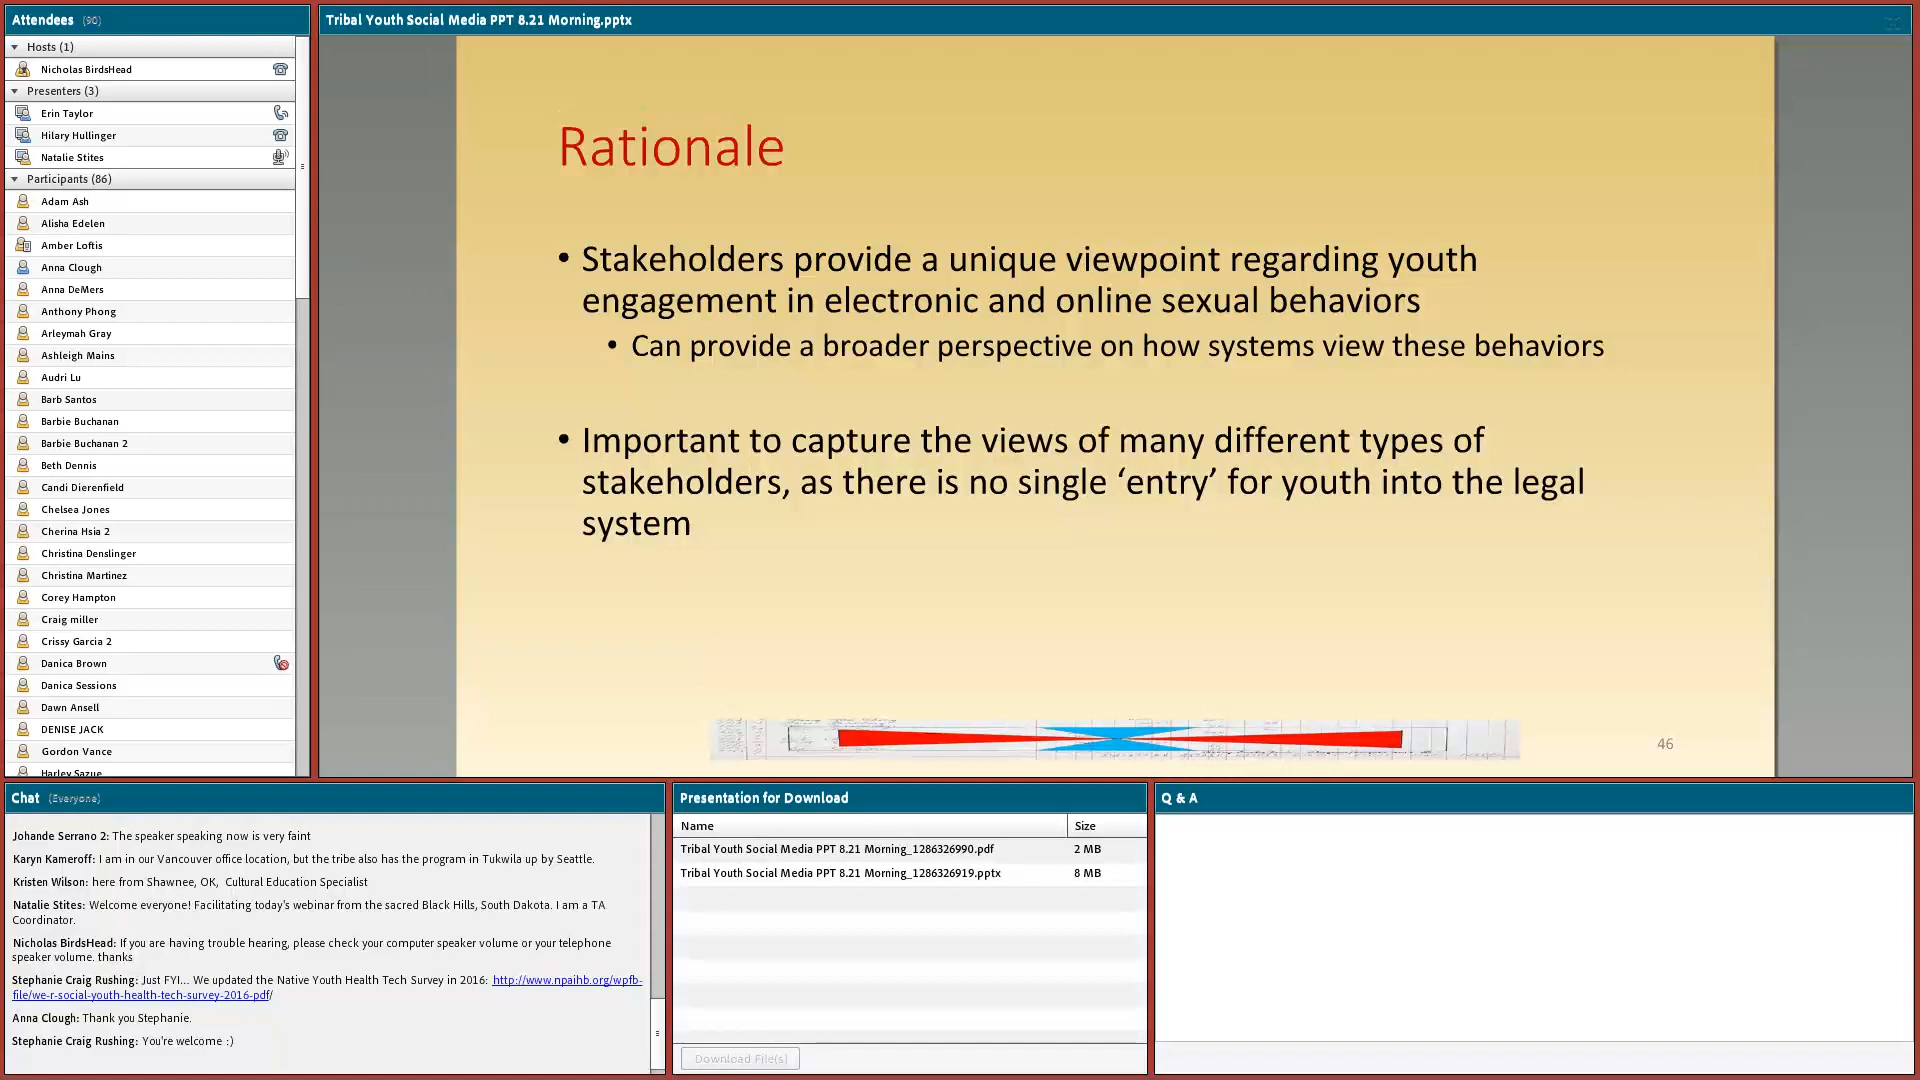 Attendees (90)
Hosts (1)
Nicholas BirdsHead
Presenters (3)
Erin Taylor
Hilary Hullinger
Natalie Stites
Participants (86)
Adam Ash
Alisha Edelen
Amber Loftis
Anna Clough
Anna DeMers
Anthony Phong
Arleymah Gray
Ashleigh Mains
Audri Lu
Barb Santos
Barbie Buchanan
Barbie Buchanan 2
Beth Dennis
Candi Dierenfield
Chelsea Jones
Cherina Hsia 2
Christina Denslinger
Christina Martinez
Corey Hampton
Craig miller
Crissy Garcia 2
Danica Brown
Danica Sessions
Dawn Ansell
DENISE JACK
Gordon Vance
Harley Sazue
Tribal Youth Social Media PPT 8.21 Morning.pptx
Rationale
• Stakeholders provide a unique viewpoint regarding youth
engagement in electronic and online sexual behaviors
• Can provide a broader perspective on how systems view these behaviors
• Important to capture the views of many different types of
stakeholders, as there is no single ‘entry’ for youth into the legal
system
46
Chat (Everyone)
Johande Serrano 2: The speaker speaking now is very faint
Karyn Kameroff: I am in our Vancouver office location, but the tribe also has the program in Tukwila up by Seattle.
Kristen Wilson: here from Shawnee, OK, Cultural Education Specialist
Natalie Stites: Welcome everyone! Facilitating today's webinar from the sacred Black Hills, South Dakota. I am a TA
Coordinator.
Nicholas BirdsHead: If you are having trouble hearing, please check your computer speaker volume or your telephone
speaker volume. thanks
Stephanie Craig Rushing: Just FYI... We updated the Native Youth Health Tech Survey in 2016: http://www.npaihb.org/wpfb-
file/we-r-social-youth-health-tech-survey-2016-pdf/
Anna Clough: Thank you Stephanie.
Stephanie Craig Rushing: You're welcome :)
Presentation for Download
Name Size
Tribal Youth Social Media PPT 8.21 Morning_1286326990.pdf 2 MB
Tribal Youth Social Media PPT 8.21 Morning_1286326919.pptx 8 MB
Download File(s)
Q & A